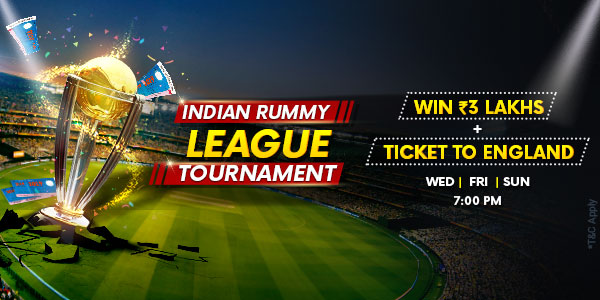 INDIAN RUMMY
LEAGUE
TOURNAMENT
WIN ₹3 LAKHS
+
TICKET TO ENGLAND
WED | FRI | SUN
7:00 PM
*T&C Apply